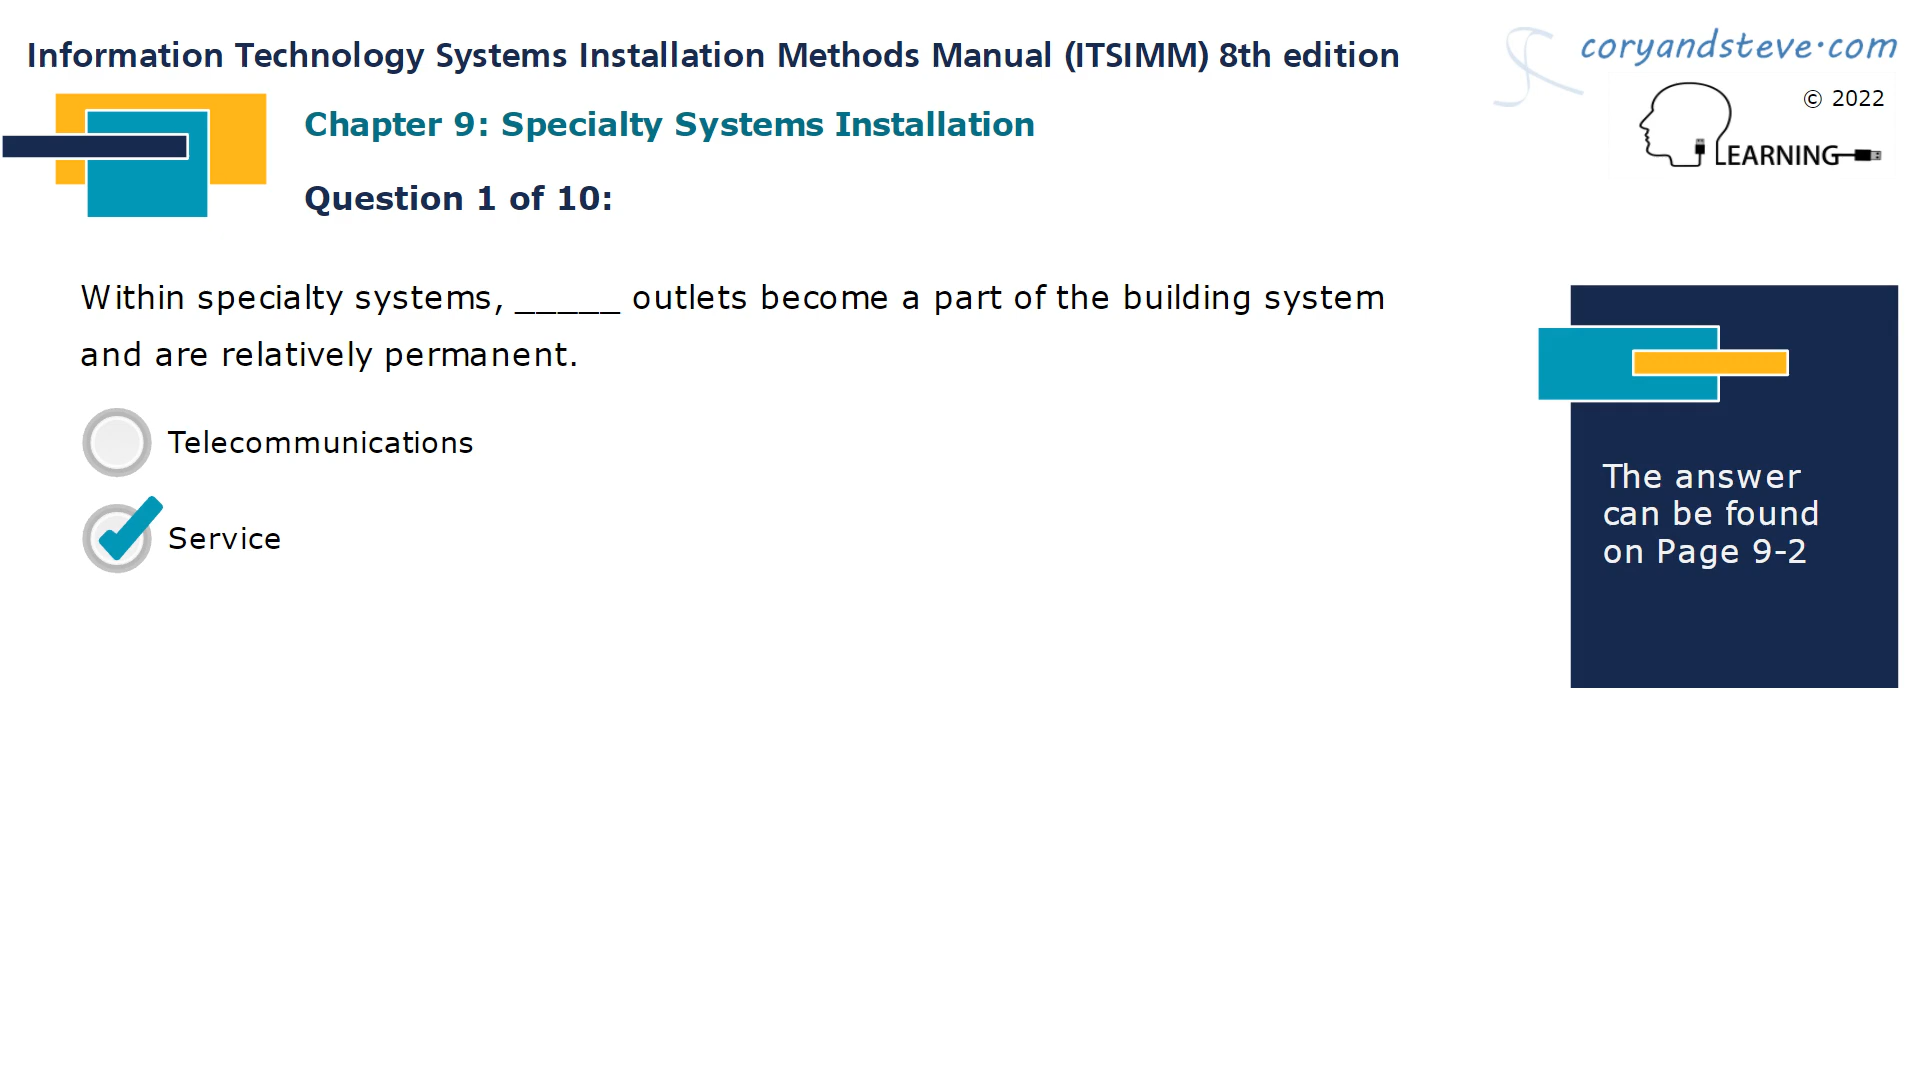 Information Technology Systems Installation Methods Manual (ITSIMM) 8th edition
coryandsteve.com
© 2022
LEARNING
Chapter 9: Specialty Systems Installation
Question 1 of 10:
Within specialty systems, _____ outlets become a part of the building system
and are relatively permanent.
Telecommunications
Service
The answer
can be found
on Page 9-2